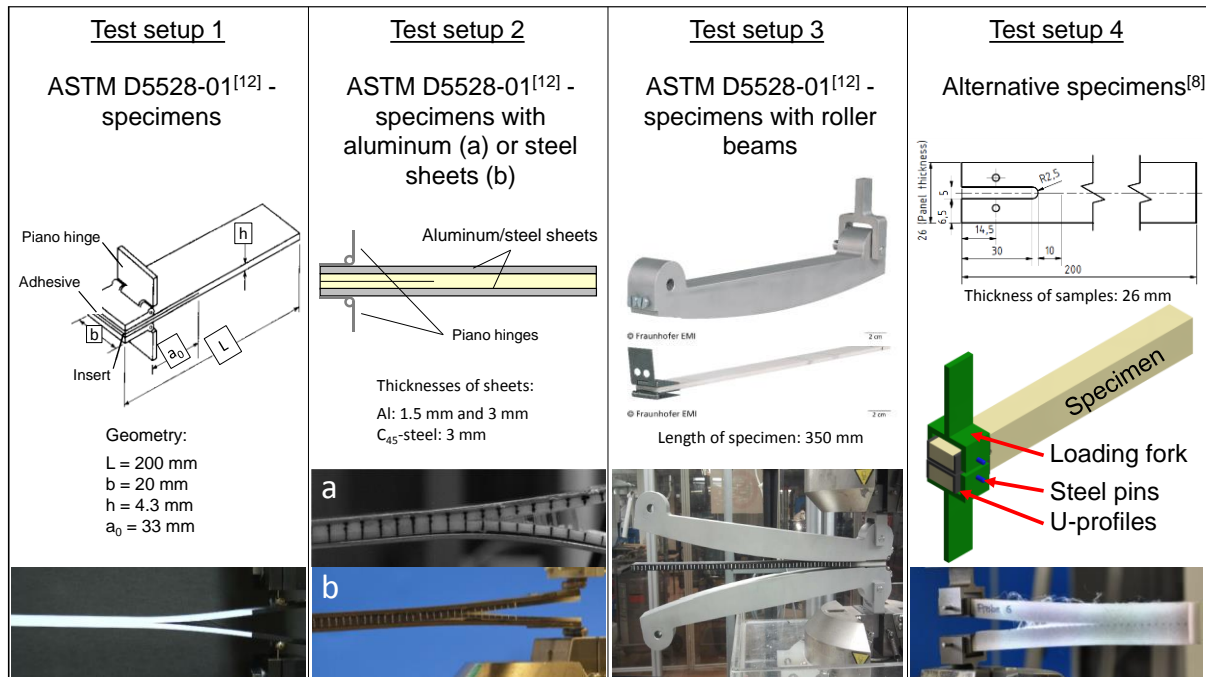 Test setup 1
ASTM D5528-01[12] -
specimens
Piano hinge
Adhesive
h
b
a0
L
Insert
Geometry:
L = 200 mm
b = 20 mm
h = 4.3 mm
a0 = 33 mm
Test setup 2
ASTM D5528-01[12] -
specimens with
aluminum (a) or steel
sheets (b)
Aluminum/steel sheets
Piano hinges
Thicknesses of sheets:
Al: 1.5 mm and 3 mm
C45-steel: 3 mm
a
b
Test setup 3
ASTM D5528-01[12] -
specimens with roller
beams
© Fraunhofer EMI
2 cm
© Fraunhofer EMI
2 cm
Length of specimen: 350 mm
Test setup 4
Alternative specimens[8]
26 (Panel thickness)
6,5
5
R2,5
14,5
30
10
200
Thickness of samples: 26 mm
Specimen
Loading fork
Steel pins
U-profiles